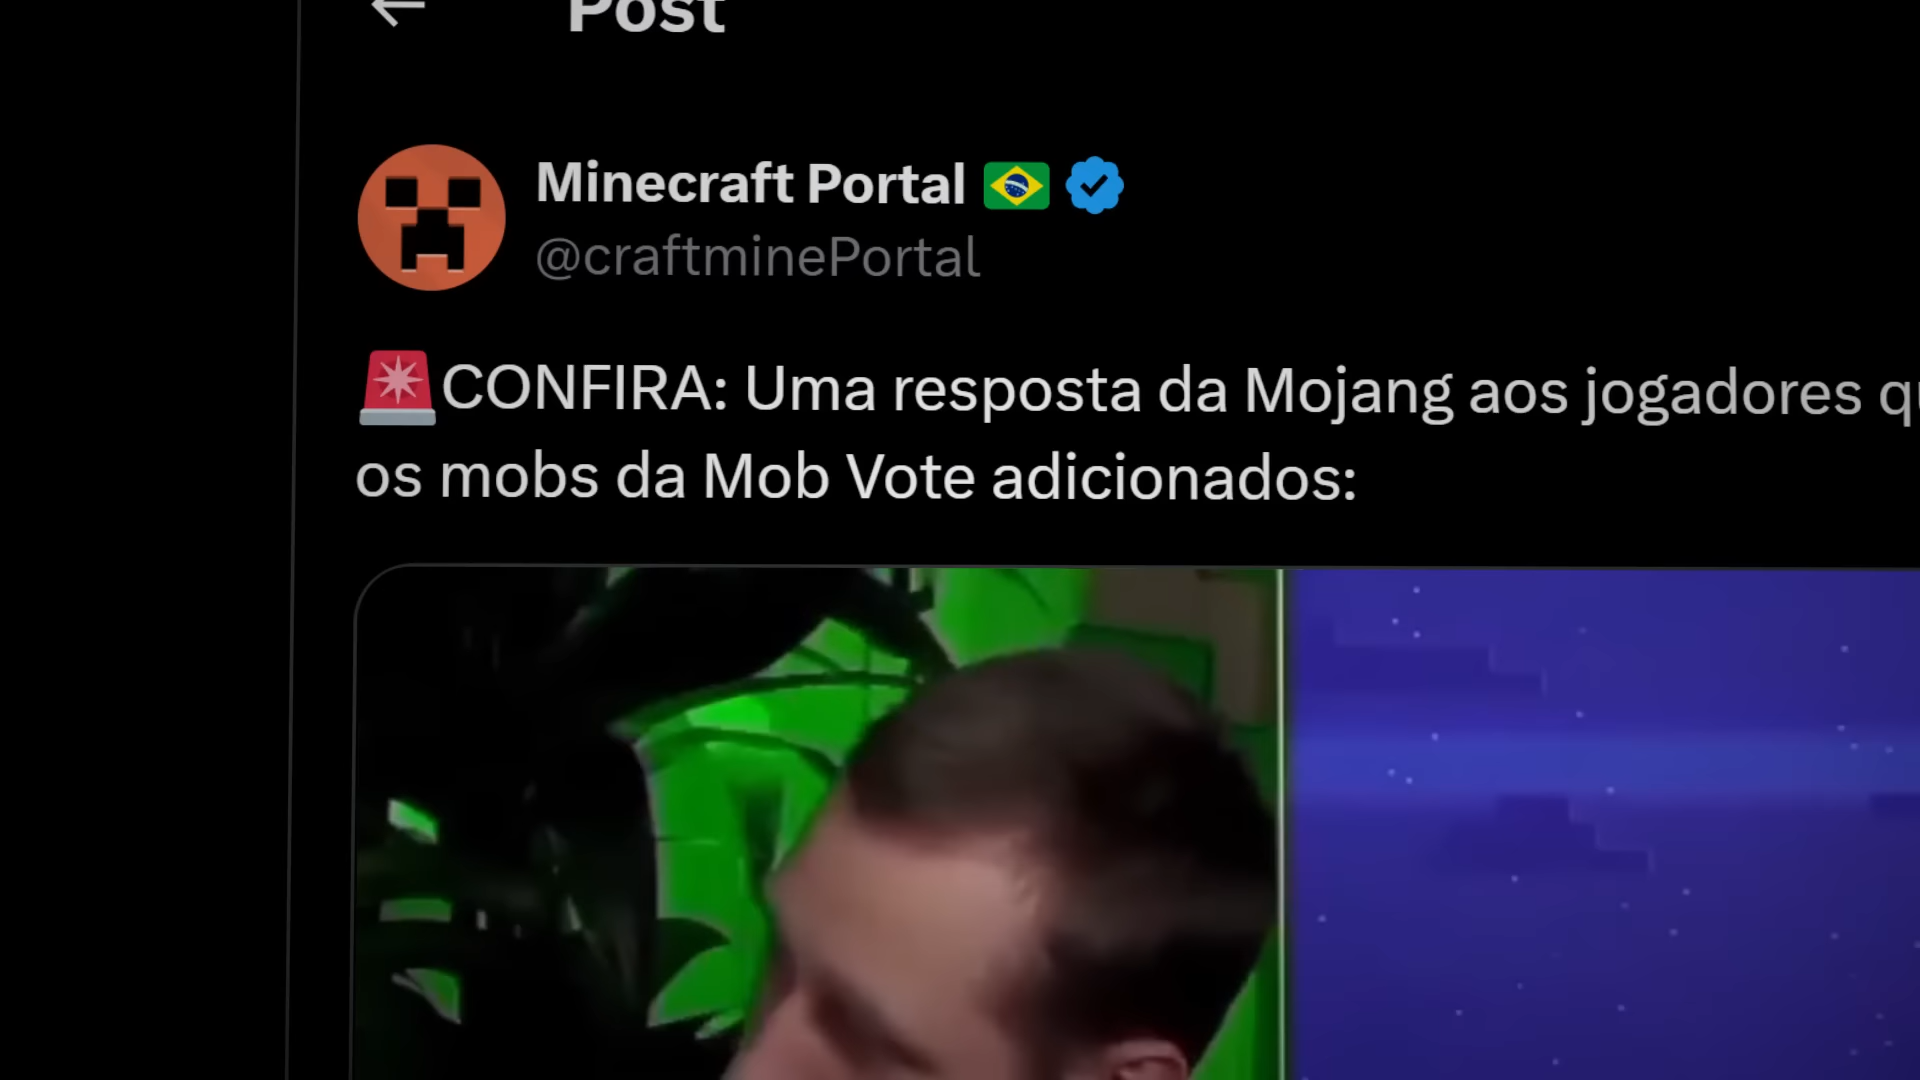 Post
Minecraft Portal
@craftminePortal
CONFIRA: Uma resposta da Mojang aos jogadores
os mobs da Mob Vote adicionados: